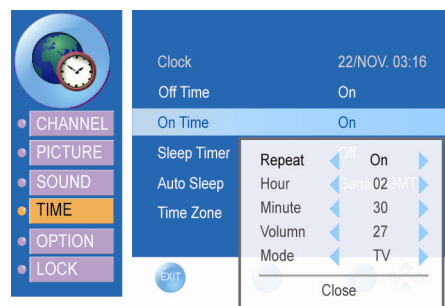 CHANNEL
PICTURE
SOUND
TIME
OPTION
LOCK
Clock 22/NOV. 03:16
Off Time On
On Time On
Sleep Timer Off
Auto Sleep
Time Zone
Repeat On
Hour 02
Minute 30
Volumn 27
Mode TV
Close
EXIT